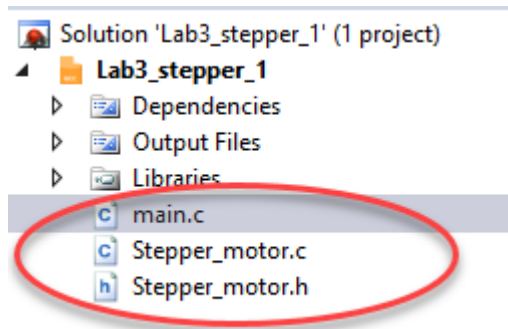 Solution 'Lab3_stepper_1' (1 project)
Lab3_stepper_1
Dependencies
Output Files
Libraries
c main.c
c Stepper_motor.c
h Stepper_motor.h